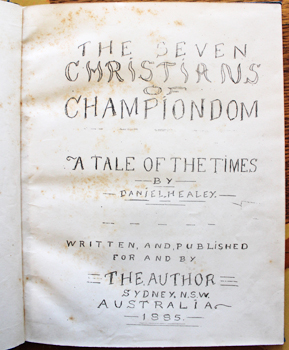 THE SEVEN
CHRISTIANS
OF
CHAMPIONDOM
A TALE OF THE TIMES
BY
DANIEL HEALEY.
WRITTEN, AND, PUBLISHED
FOR AND BY
THE AUTHOR
SYDNEY, N.S.W.
AUSTRALIA
1885.